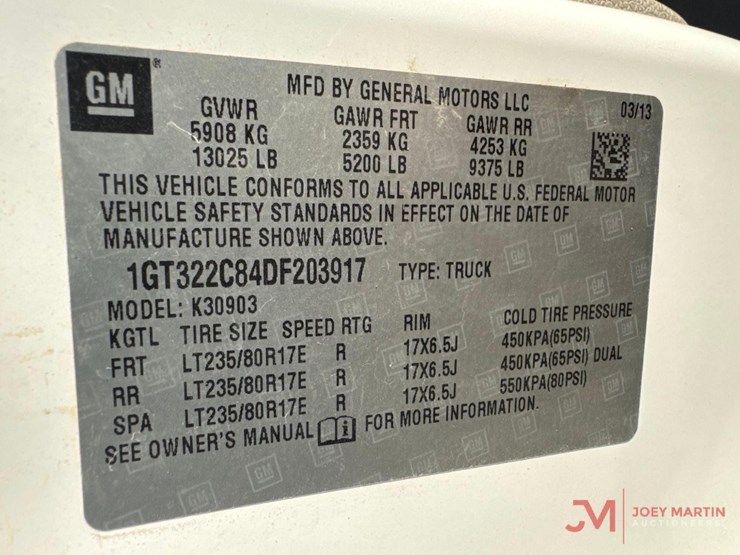 GM
MFD BY GENERAL MOTORS LLC 03/13
GVWR GAWR FRT GAWR RR
5908 KG 2359 KG 4253 KG
13025 LB 5200 LB 9375 LB
THIS VEHICLE CONFORMS TO ALL APPLICABLE U.S. FEDERAL MOTOR
VEHICLE SAFETY STANDARDS IN EFFECT ON THE DATE OF
MANUFACTURE SHOWN ABOVE.
1GT322C84DF203917 TYPE: TRUCK
MODEL: K30903
KGTL TIRE SIZE SPEED RTG RIM COLD TIRE PRESSURE
FRT LT235/80R17E R 17X6.5J 450KPA(65PSI)
RR LT235/80R17E R 17X6.5J 450KPA(65PSI) DUAL
SPA LT235/80R17E R 17X6.5J 550KPA(80PSI)
SEE OWNER'S MANUAL i FOR MORE INFORMATION.
JM JOEY MARTIN
AUCTIONEERS